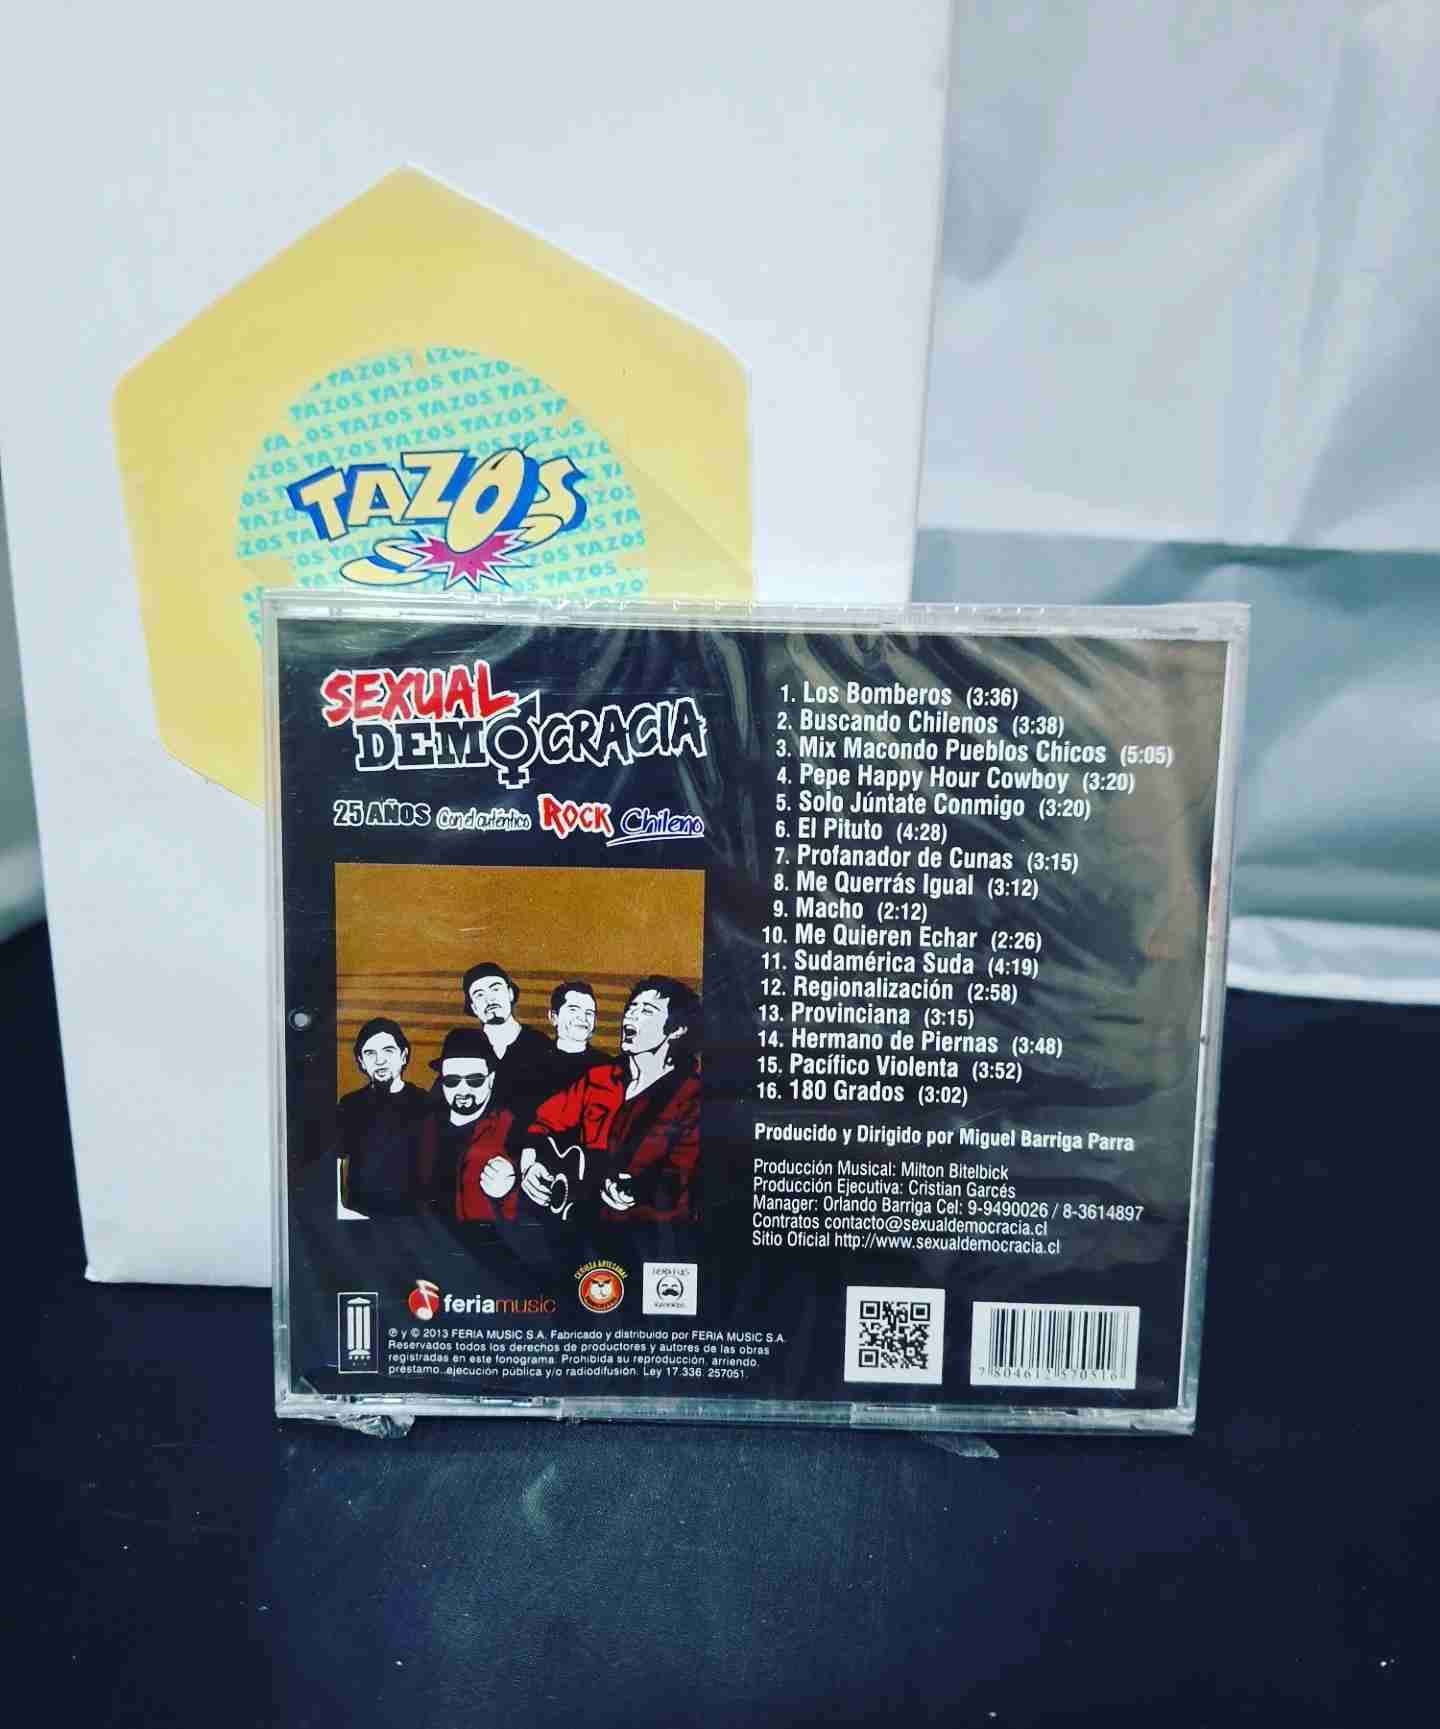 TAZOS
SEXUAL
DEMOCRACIA
25 AÑOS Con el auténtico ROCK Chileno
1. Los Bomberos (3:36)
2. Buscando Chilenos (3:38)
3. Mix Macondo Pueblos Chicos (5:05)
4. Pepe Happy Hour Cowboy (3:20)
5. Solo Júntate Conmigo (3:20)
6. El Pituto (4:28)
7. Profanador de Cunas (3:15)
8. Me Querrás Igual (3:12)
9. Macho (2:12)
10. Me Quieren Echar (2:26)
11. Sudamérica Suda (4:19)
12. Regionalización (2:58)
13. Provinciana (3:15)
14. Hermano de Piernas (3:48)
15. Pacífico Violenta (3:52)
16. 180 Grados (3:02)
Producido y Dirigido por Miguel Barriga Parra
Producción Musical: Milton Bitelbick
Producción Ejecutiva: Cristian Garcés
Manager: Orlando Barriga Cel: 9-9490026 / 8-3614897
Contratos contacto@sexualdemocracia.cl
Sitio Oficial http://www.sexualdemocracia.cl
feriamusic
CERVEZA ARTESANAL
℗ y © 2013 FERIA MUSIC S.A. Fabricado y distribuido por FERIA MUSIC S.A.
Reservados todos los derechos de productores y autores de las obras
registradas en este fonograma. Prohibida su reproducción, arriendo,
préstamo, ejecución pública y/o radiodifusión. Ley 17.336. 257051.
7 804612 570516